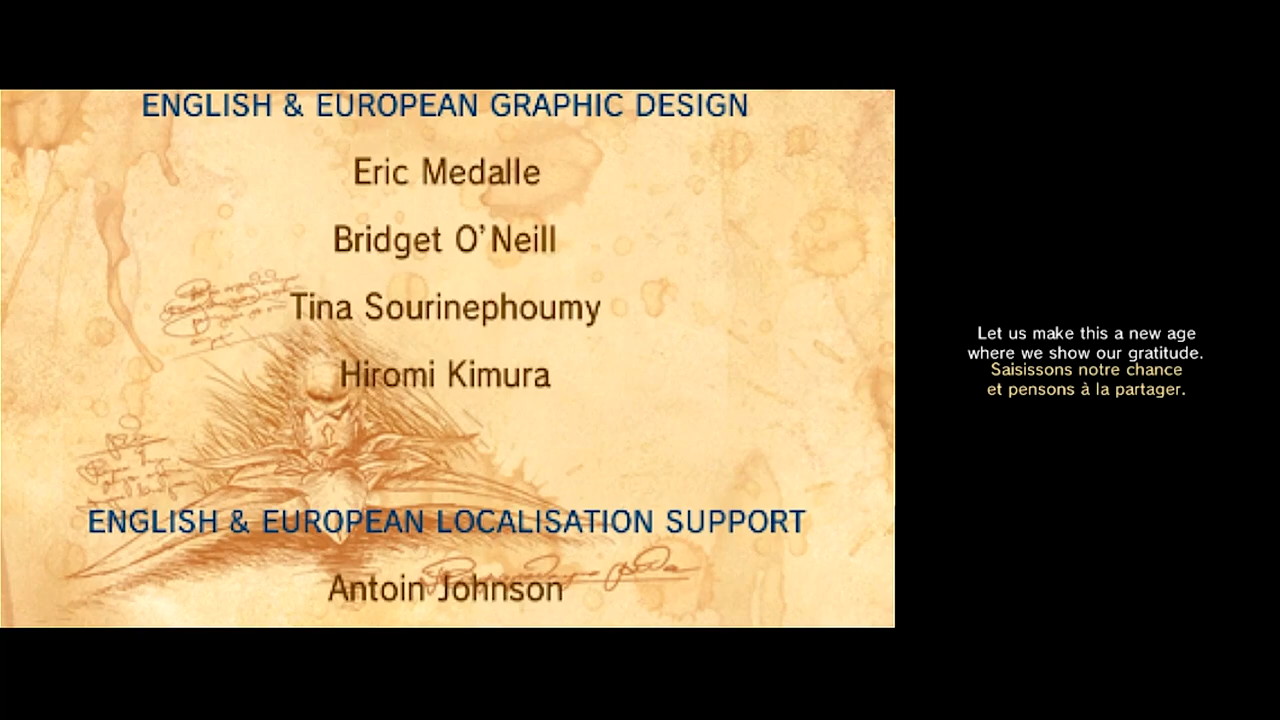 ENGLISH & EUROPEAN GRAPHIC DESIGN
Eric Medalle
Bridget O'Neill
Tina Sourinephoumy
Hiromi Kimura
ENGLISH & EUROPEAN LOCALISATION SUPPORT
Antoin Johnson
Let us make this a new age
where we show our gratitude.
Saisissons notre chance
et pensons à la partager.